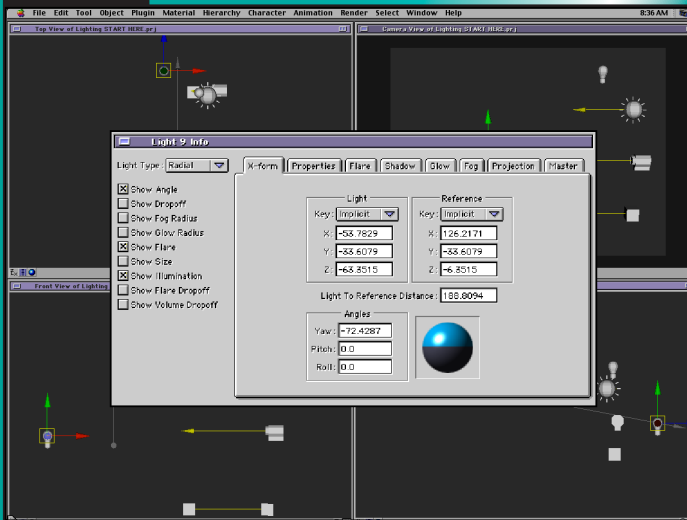 File Edit Tool Object Plugin Material Hierarchy Character Animation Render Select Window Help 8:36 AM
Top View of Lighting START HERE.prj
Camera View of Lighting START HERE.prj
Light 9 Info
Light Type: Radial
X-form Properties Flare Shadow Glow Fog Projection Master
Show Angle
Show Dropoff
Show Fog Radius
Show Glow Radius
Show Flare
Show Size
Show Illumination
Show Flare Dropoff
Show Volume Dropoff
Light
Key: Implicit
X: -53.7829
Y: -33.6079
Z: -63.3515
Reference
Key: Implicit
X: 126.2171
Y: -33.6079
Z: -6.3515
Light To Reference Distance: 188.8094
Angles
Yaw: -72.4287
Pitch: 0.0
Roll: 0.0
Front View of Lighting